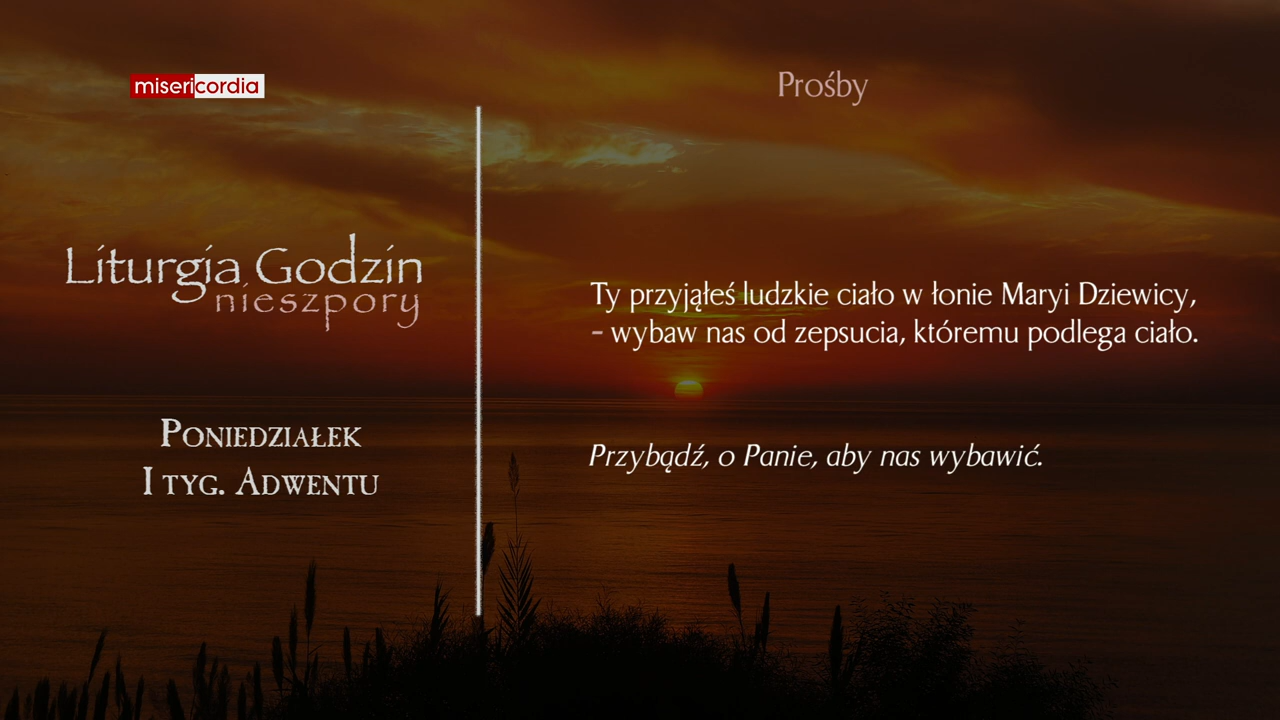 misericordia
Prośby
Liturgia Godzin
nieszpory
Poniedziałek
I tyg. Adwentu
Ty przyjąłeś ludzkie ciało w łonie Maryi Dziewicy,
- wybaw nas od zepsucia, któremu podlega ciało.
Przybądź, o Panie, aby nas wybawić.